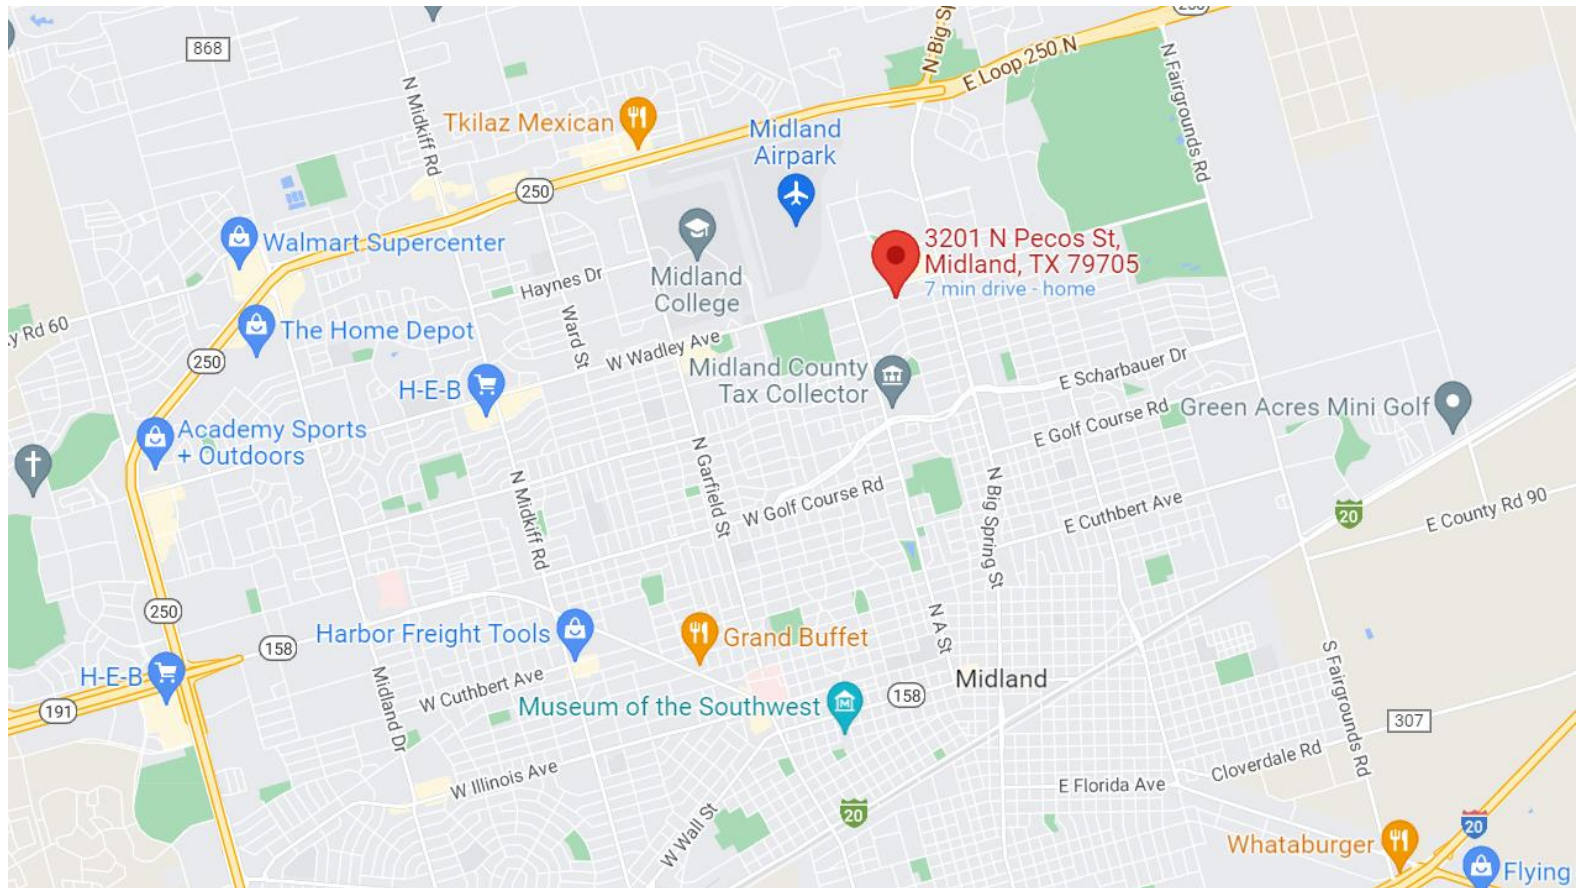 868
N Midkiff Rd
Tkilaz Mexican
Midland
Airpark
E Loop 250 N
N Fairgrounds Rd
250
Walmart Supercenter
Haynes Dr
Midland
College
3201 N Pecos St,
Midland, TX 79705
7 min drive - home
Rd 60
The Home Depot
Ward St
W Wadley Ave
250
H-E-B
Midland County
Tax Collector
E Scharbauer Dr
Academy Sports
+ Outdoors
E Golf Course Rd
Green Acres Mini Golf
N Midkiff Rd
N Garfield St
W Golf Course Rd
N Big Spring St
E Cuthbert Ave
20
E County Rd 90
250
158
Harbor Freight Tools
Grand Buffet
N A St
H-E-B
191
Midland Dr
W Cuthbert Ave
Museum of the Southwest
158
Midland
S Fairgrounds Rd
307
W Illinois Ave
E Florida Ave
Cloverdale Rd
W Wall St
20
20
Whataburger
Flying